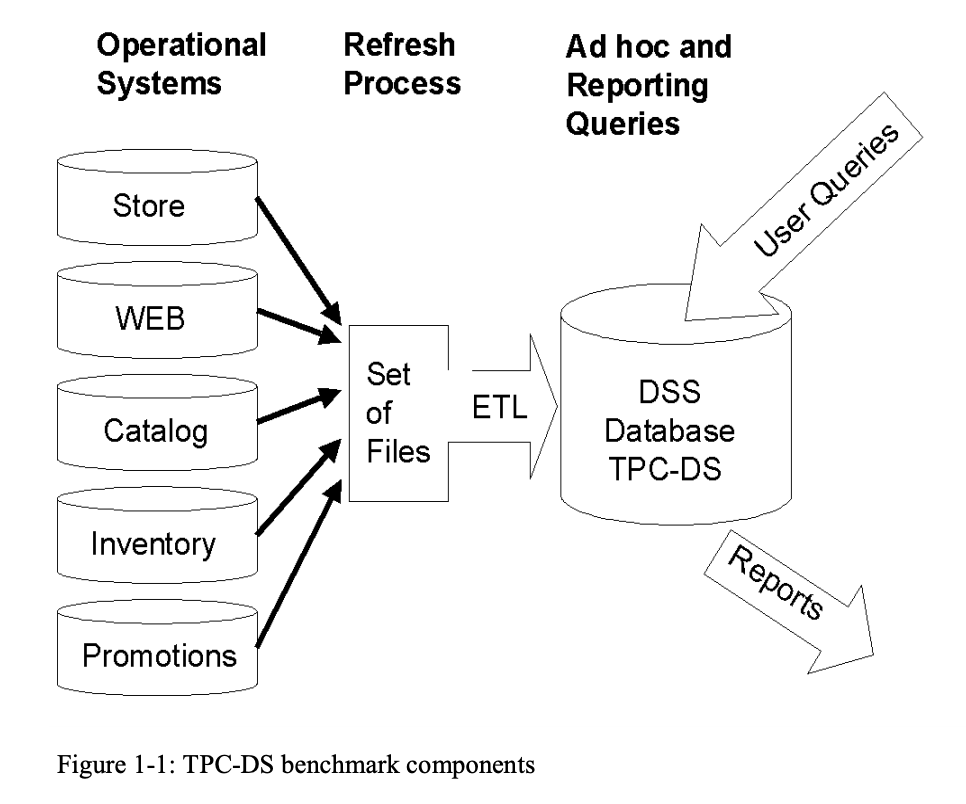 Operational
Systems
Refresh
Process
Ad hoc and
Reporting
Queries
Store
WEB
Catalog
Inventory
Promotions
Set
of
Files
ETL
User Queries
DSS
Database
TPC-DS
Reports
Figure 1-1: TPC-DS benchmark components